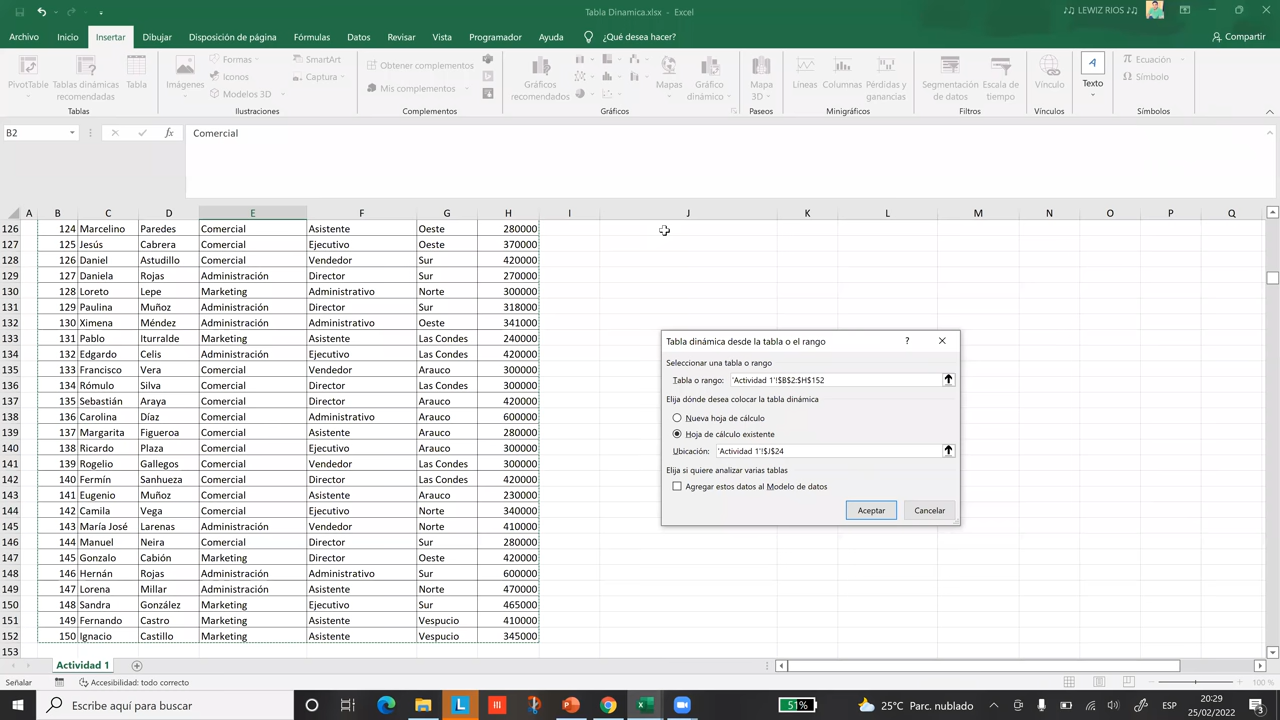 Tabla Dinamica.xlsx - Excel
♫ LEWIZ RIOS ♫
Archivo Inicio Insertar Dibujar Disposición de página Fórmulas Datos Revisar Vista Programador Ayuda ¿Qué desea hacer? Compartir
PivotTable Tablas dinámicas recomendadas Tabla
Imágenes Formas Iconos Modelos 3D SmartArt Captura
Obtener complementos Mis complementos
Gráficos recomendados Mapas Gráfico dinámico
Mapa 3D
Líneas Columnas Pérdidas y ganancias
Segmentación de datos Escala de tiempo
Vínculo
Texto
Ecuación Símbolo
Tablas Ilustraciones Complementos Gráficos Paseos Minigráficos Filtros Vínculos Símbolos
B2 fx Comercial
A B C D E F G H I J K L M N O P Q
126 124 Marcelino Paredes Comercial Asistente Oeste 280000
127 125 Jesús Cabrera Comercial Ejecutivo Oeste 370000
128 126 Daniel Astudillo Comercial Vendedor Sur 420000
129 127 Daniela Rojas Administración Director Sur 270000
130 128 Loreto Lepe Marketing Administrativo Norte 300000
131 129 Paulina Muñoz Administración Director Sur 318000
132 130 Ximena Méndez Administración Administrativo Oeste 341000
133 131 Pablo Iturralde Marketing Asistente Las Condes 240000
134 132 Edgardo Celis Administración Ejecutivo Las Condes 420000
135 133 Francisco Vera Comercial Ejecutivo Las Condes 300000
136 134 Rómulo Silva Comercial Director Las Condes 300000
137 135 Sebastián Araya Comercial Director Arauco 420000
138 136 Carolina Díaz Comercial Administrativo Arauco 600000
139 137 Margarita Figueroa Comercial Asistente Arauco 280000
140 138 Ricardo Plaza Comercial Ejecutivo Arauco 300000
141 139 Rogelio Gallegos Comercial Vendedor Las Condes 300000
142 140 Fermín Sanhueza Comercial Director Las Condes 420000
143 141 Eugenio Muñoz Comercial Asistente Arauco 230000
144 142 Camila Vega Comercial Ejecutivo Norte 340000
145 143 María José Larenas Administración Vendedor Norte 410000
146 144 Manuel Neira Comercial Director Sur 280000
147 145 Gonzalo Cabión Marketing Director Oeste 420000
148 146 Hernán Rojas Administración Administrativo Sur 600000
149 147 Lorena Millar Administración Asistente Norte 470000
150 148 Sandra González Marketing Ejecutivo Sur 465000
151 149 Fernando Castro Marketing Asistente Vespucio 410000
152 150 Ignacio Castillo Marketing Asistente Vespucio 345000
153
Tabla dinámica desde la tabla o el rango ?
Seleccionar una tabla o rango
Tabla o rango: 'Actividad 1'!$B$2:$H$152
Elija dónde desea colocar la tabla dinámica
Nueva hoja de cálculo
Hoja de cálculo existente
Ubicación: 'Actividad 1'!$J$24
Elija si quiere analizar varias tablas
Agregar estos datos al Modelo de datos
Aceptar Cancelar
Actividad 1
Señalar Accesibilidad: todo correcto 100 %
Escribe aquí para buscar
L
51%
25°C Parc. nublado
ESP
20:29
25/02/2022